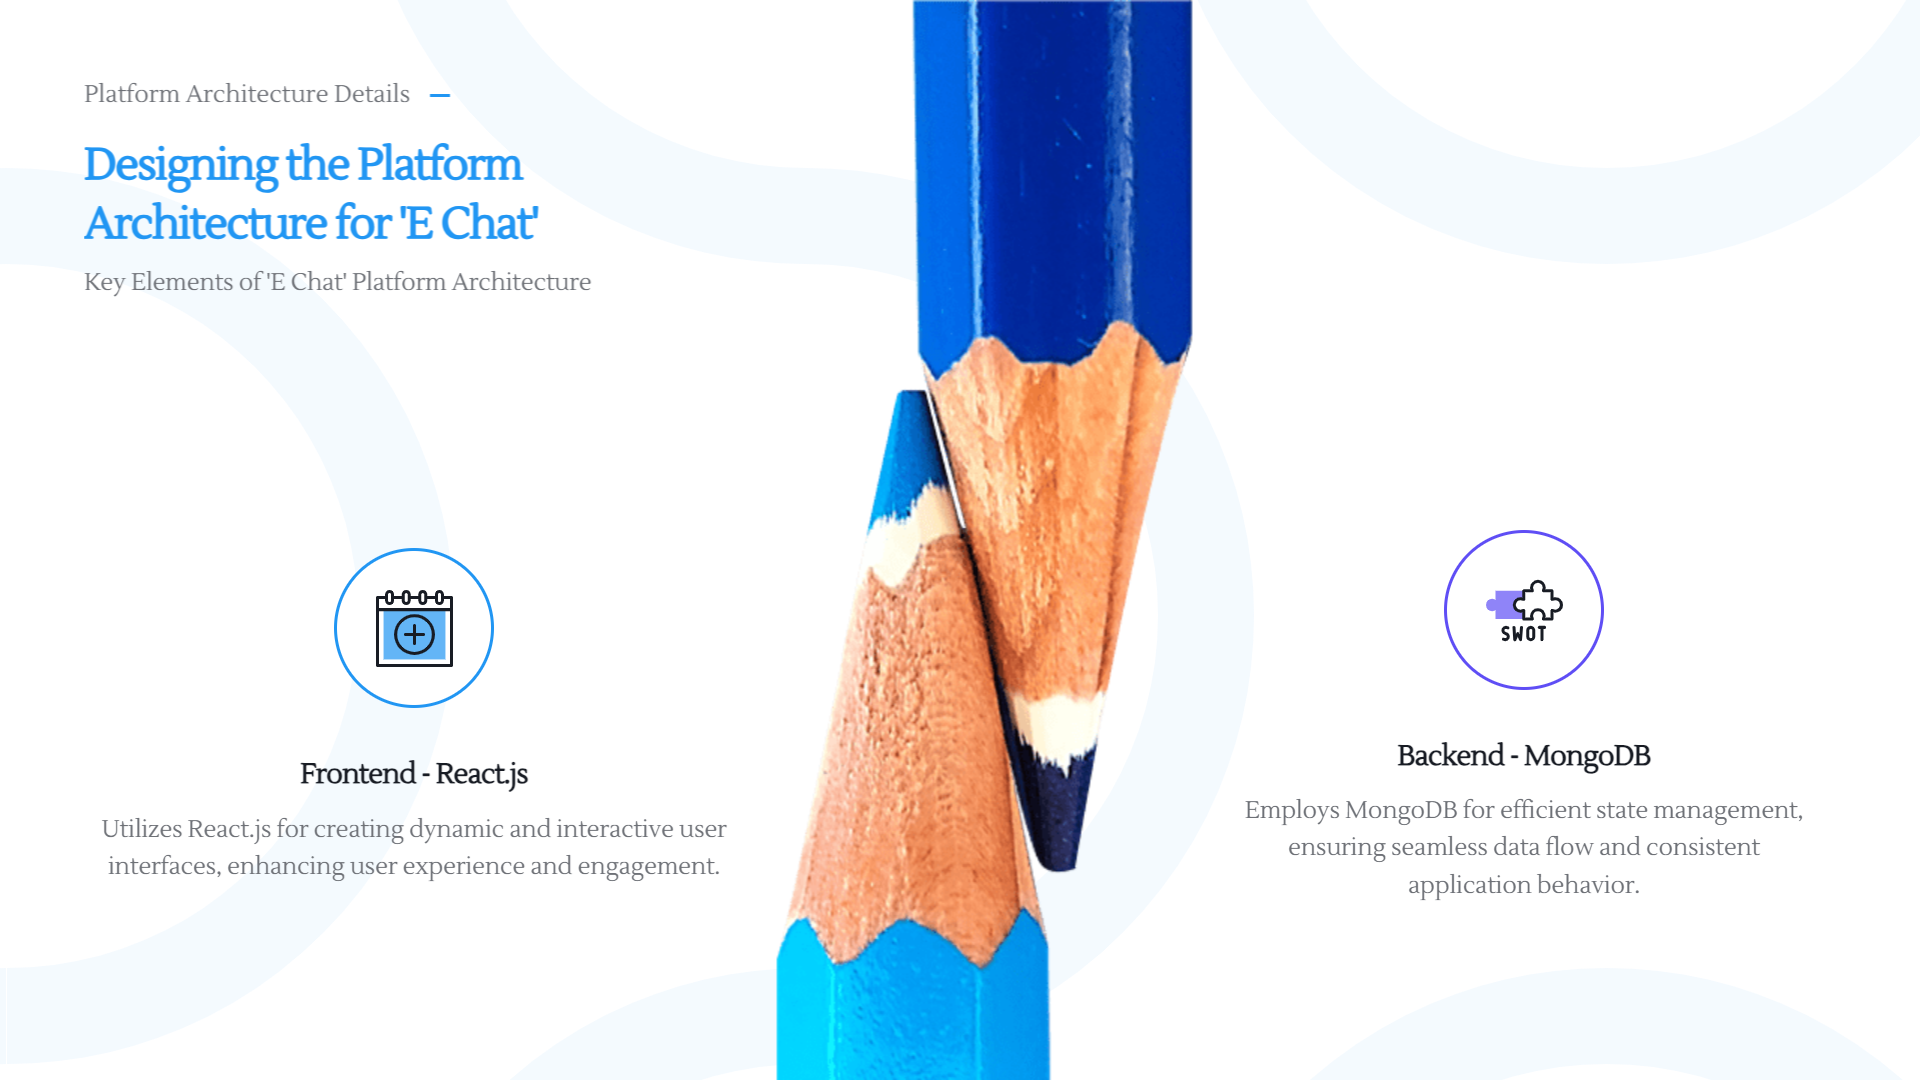 Platform Architecture Details
Designing the Platform
Architecture for 'E Chat'
Key Elements of 'E Chat' Platform Architecture
Frontend - React.js
Utilizes React.js for creating dynamic and interactive user
interfaces, enhancing user experience and engagement.
SWOT
Backend - MongoDB
Employs MongoDB for efficient state management,
ensuring seamless data flow and consistent
application behavior.